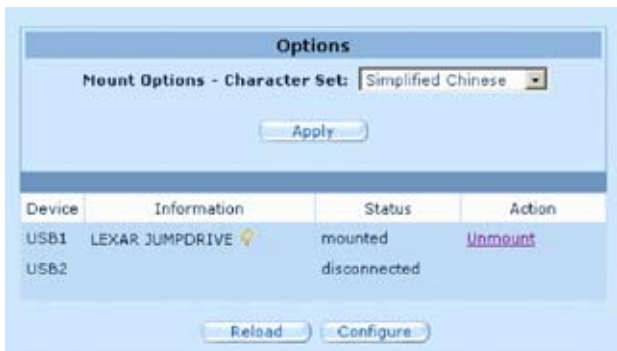 Options
Mount Options - Character Set: Simplified Chinese
Apply
Device Information Status Action
USB1 LEXAR JUMPDRIVE mounted Unmount
USB2 disconnected
Reload Configure